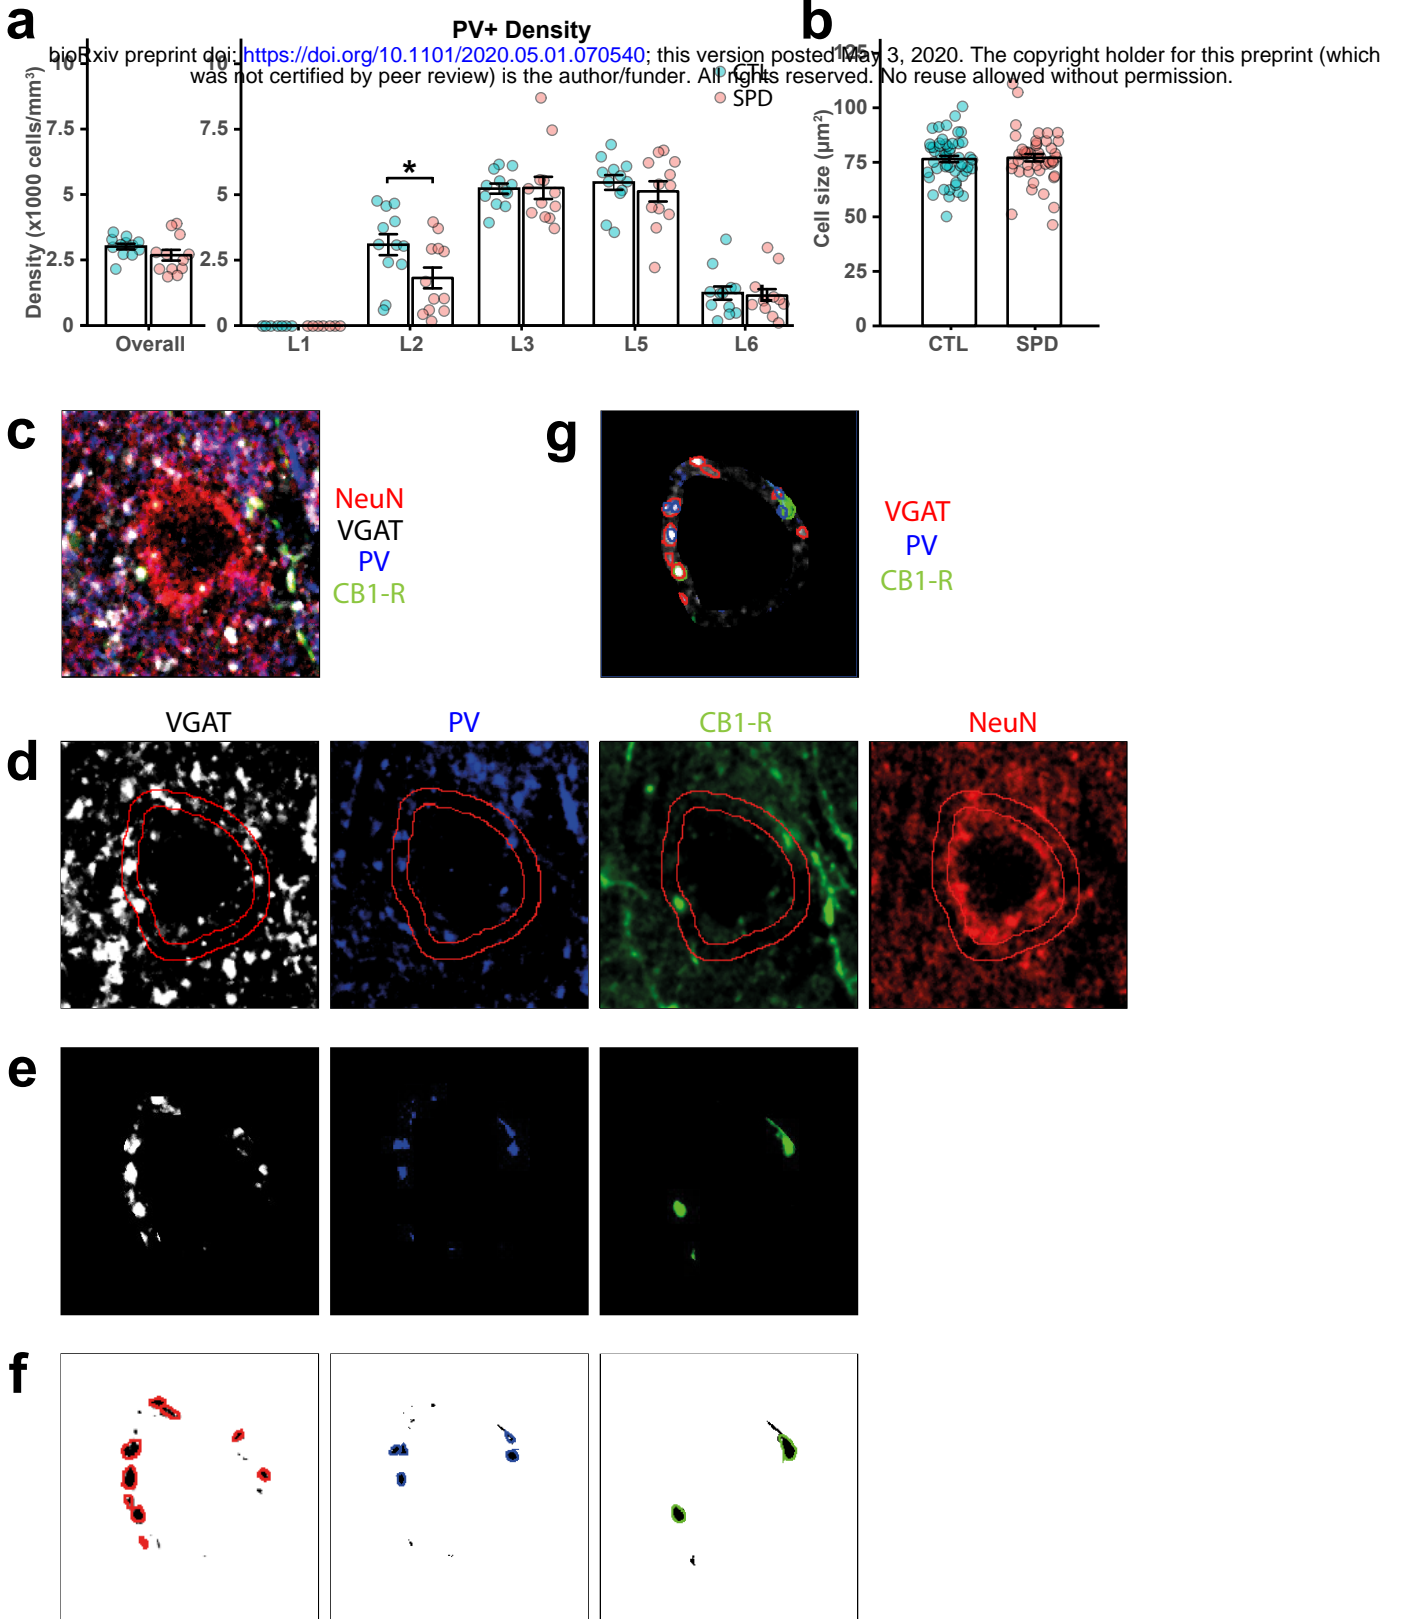 a
b
PV+ Density
bioRxiv preprint doi: https://doi.org/10.1101/2020.05.01.070540; this version posted May 3, 2020. The copyright holder for this preprint (which
was not certified by peer review) is the author/funder. All rights reserved. No reuse allowed without permission.
Density (x1000 cells/mm³)
10
7.5
5
2.5
0
Overall
10
7.5
5
2.5
0
*
CTL
SPD
L1
L2
L3
L5
L6
Cell size (µm²)
125
100
75
50
25
0
CTL
SPD
c
NeuN
VGAT
PV
CB1-R
g
VGAT
PV
CB1-R
d
VGAT
PV
CB1-R
NeuN
e
f